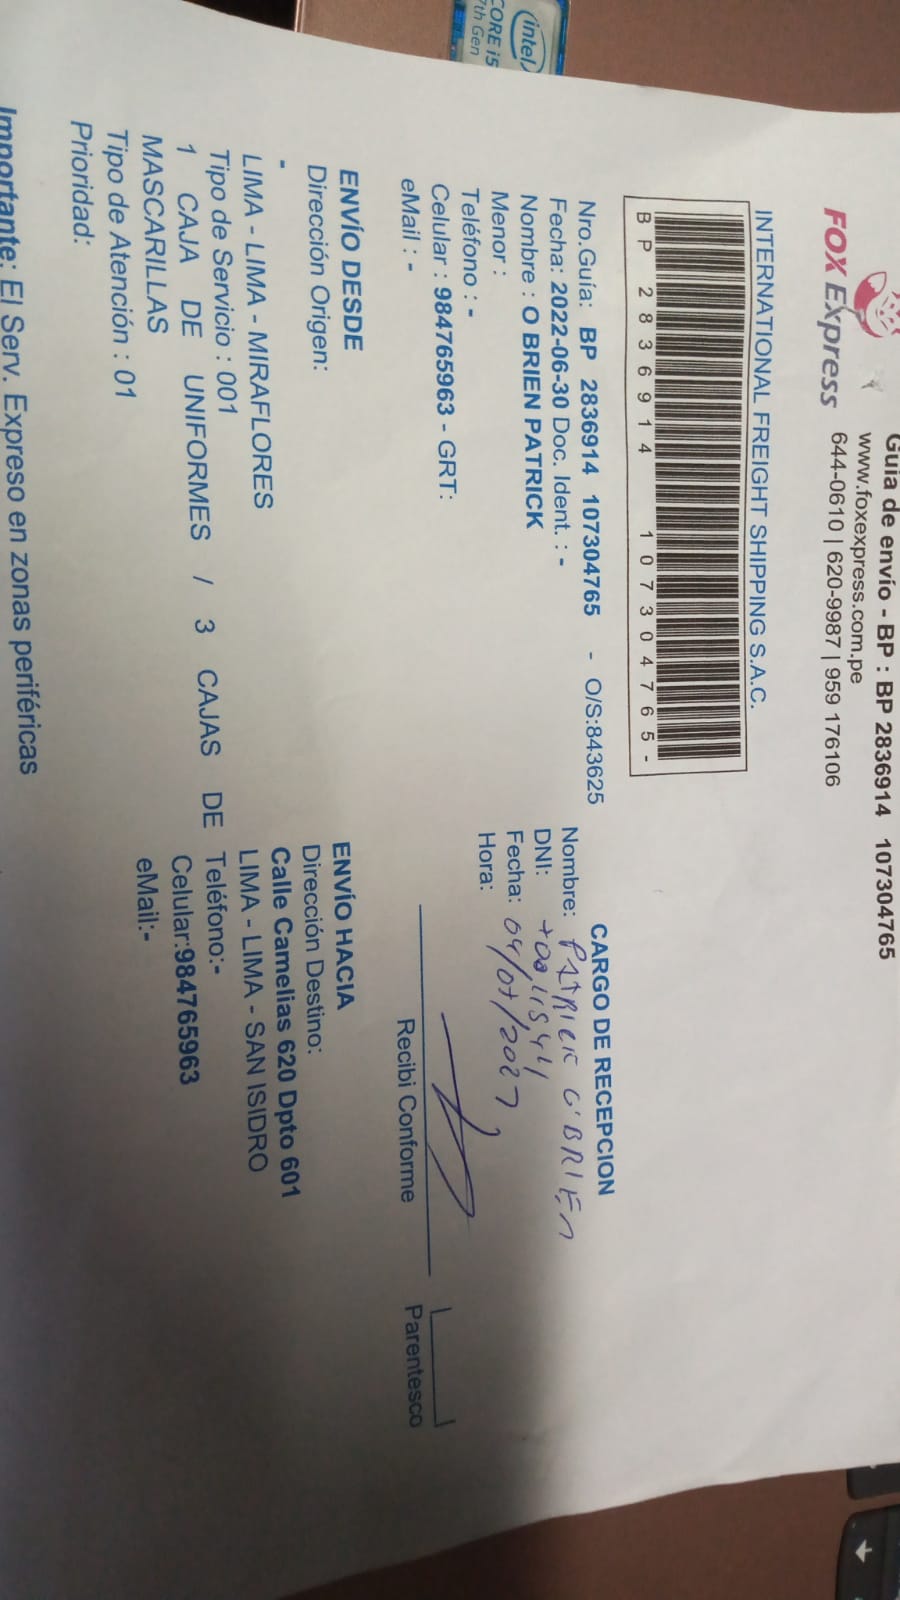 intel
CORE i5
7th Gen
FOX Express
Guia de envío - BP : BP 2836914 107304765
www.foxexpress.com.pe
644-0610 | 620-9987 | 959 176106
INTERNATIONAL FREIGHT SHIPPING S.A.C.
BP 2836914 107304765-
Nro.Guía: BP 2836914 107304765 - O/S:843625
Fecha: 2022-06-30 Doc. Ident. : -
Nombre : O BRIEN PATRICK
Menor :
Teléfono : -
Celular : 984765963 - GRT:
eMail : -
CARGO DE RECEPCION
Nombre: PATRICK O'BRIEN
DNI:
Fecha: 04/07/2022
Hora:
Recibi Conforme
Parentesco
ENVÍO DESDE
Dirección Origen:
-
LIMA - LIMA - MIRAFLORES
Tipo de Servicio : 001
1 CAJA DE UNIFORMES / 3 CAJAS DE
MASCARILLAS
Tipo de Atención : 01
Prioridad:
ENVÍO HACIA
Dirección Destino:
Calle Camelias 620 Dpto 601
LIMA - LIMA - SAN ISIDRO
Teléfono:-
Celular:984765963
eMail:-
Importante: El Serv. Expreso en zonas periféricas